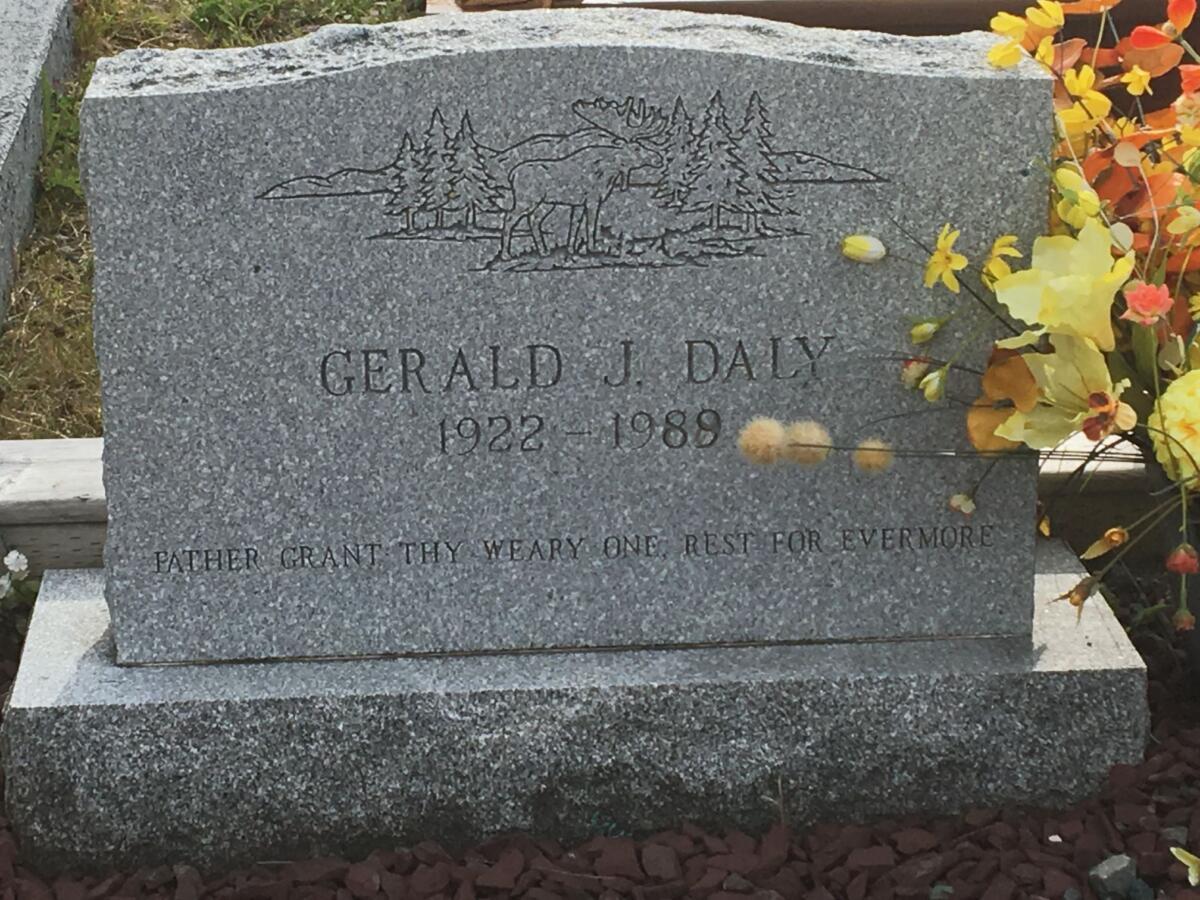 GERALD J. DALY
1922 - 1988
FATHER GRANT THY WEARY ONE, REST FOR EVERMORE